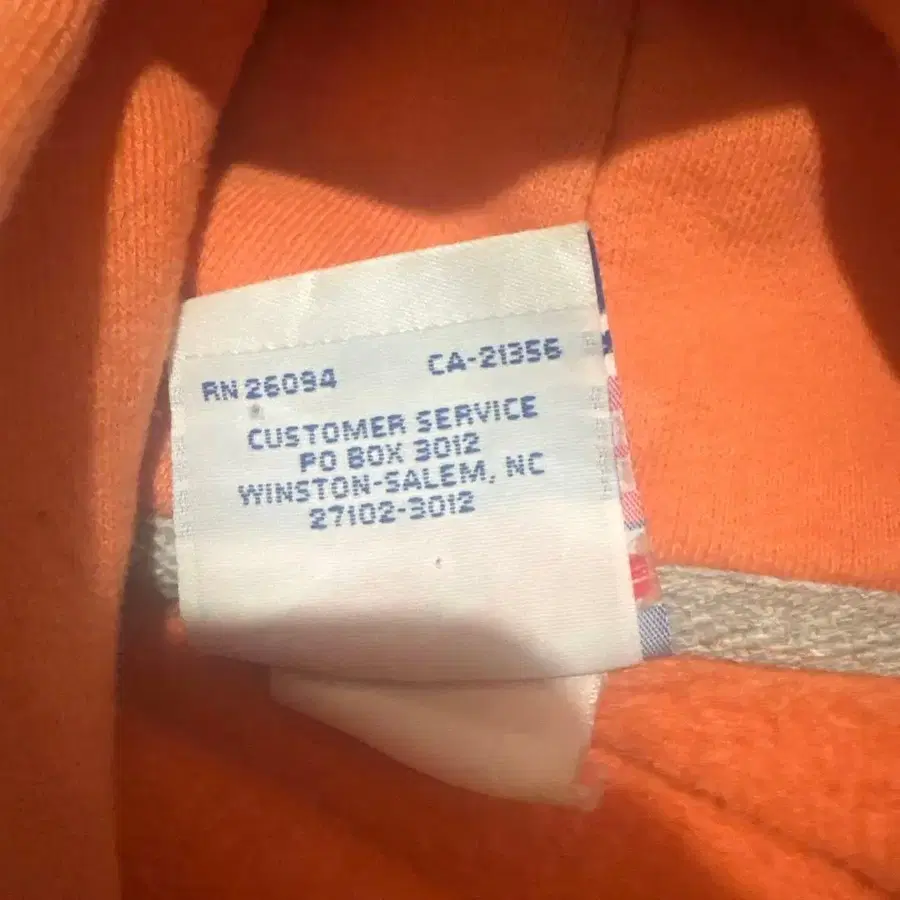 RN 26094 CA-21356
CUSTOMER SERVICE
PO BOX 3012
WINSTON-SALEM, NC
27102-3012